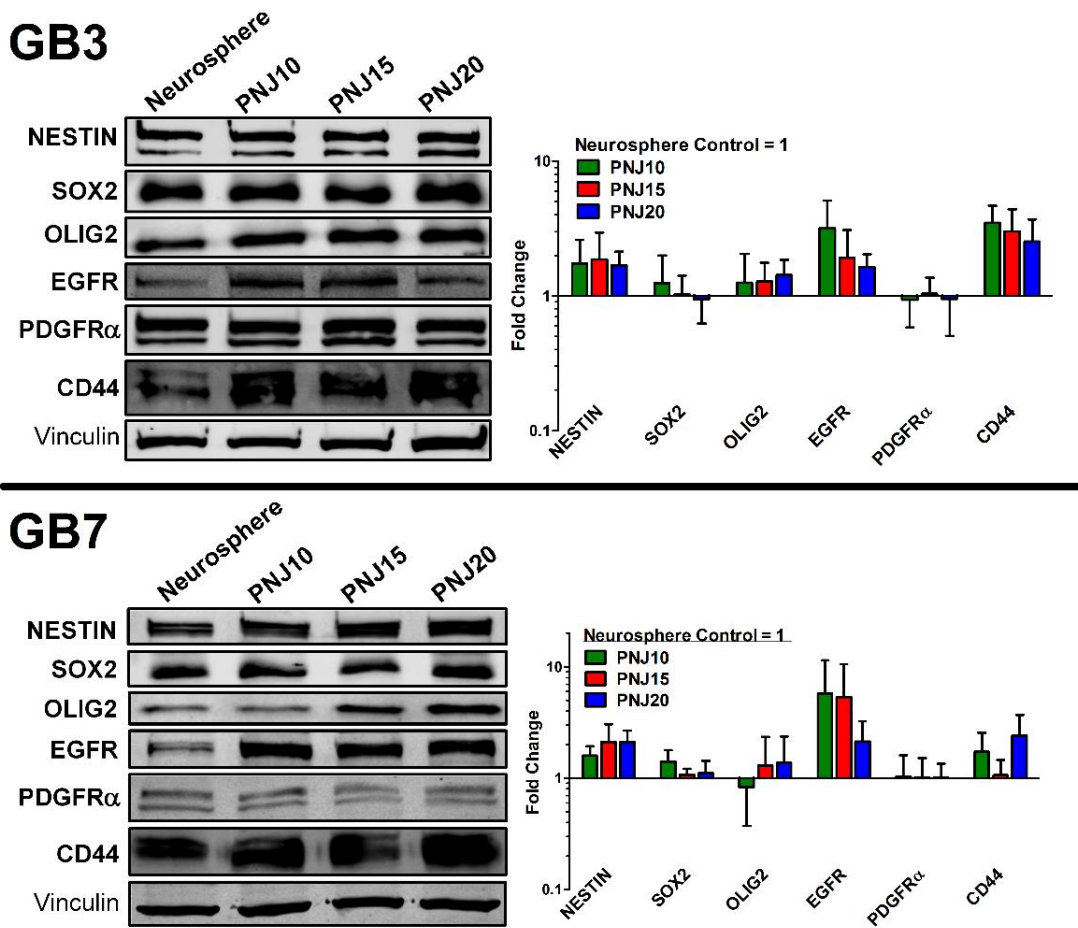 GB3
Neurosphere
PNJ10
PNJ15
PNJ20
NESTIN
SOX2
OLIG2
EGFR
PDGFRα
CD44
Vinculin
Neurosphere Control = 1
PNJ10
PNJ15
PNJ20
Fold Change
10
1
0.1
NESTIN
SOX2
OLIG2
EGFR
PDGFRα
CD44
GB7
Neurosphere
PNJ10
PNJ15
PNJ20
NESTIN
SOX2
OLIG2
EGFR
PDGFRα
CD44
Vinculin
Neurosphere Control = 1
PNJ10
PNJ15
PNJ20
Fold Change
10
1
0.1
NESTIN
SOX2
OLIG2
EGFR
PDGFRα
CD44